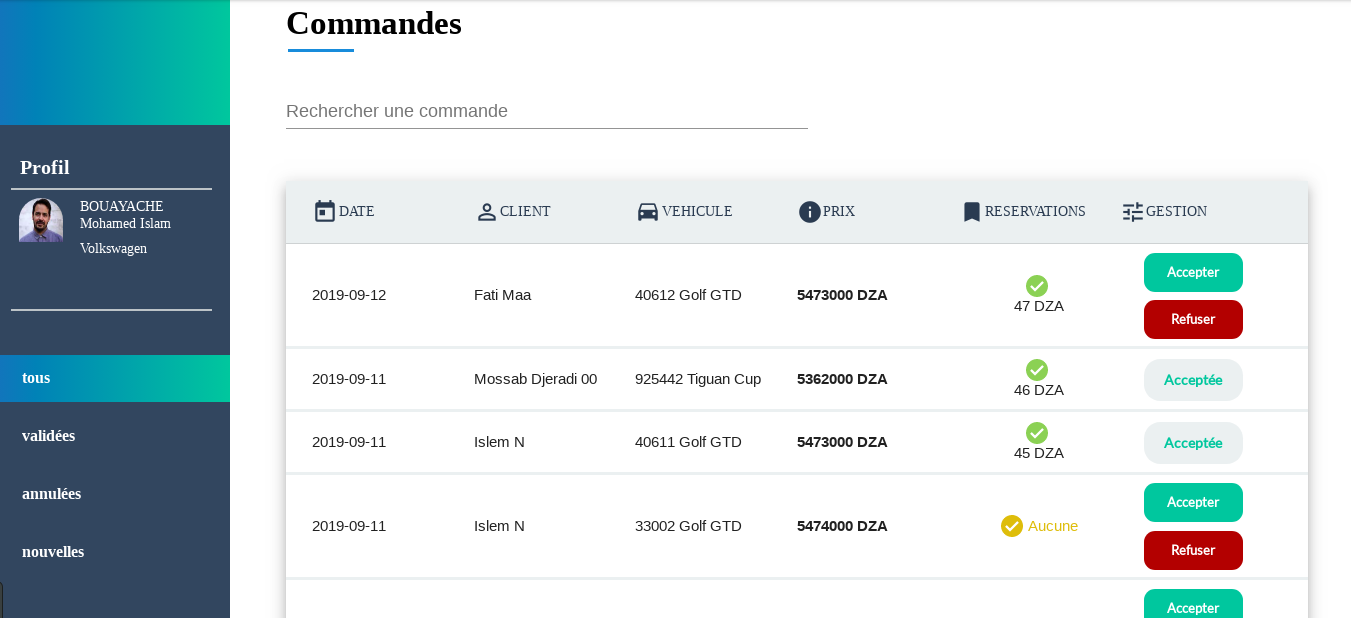 Commandes
Rechercher une commande
Profil
BOUAYACHE
Mohamed Islam
Volkswagen
tous
validées
annulées
nouvelles
DATE CLIENT VEHICULE PRIX RESERVATIONS GESTION
2019-09-12 Fati Maa 40612 Golf GTD 5473000 DZA 47 DZA Accepter
Refuser
2019-09-11 Mossab Djeradi 00 925442 Tiguan Cup 5362000 DZA 46 DZA Acceptée
2019-09-11 Islem N 40611 Golf GTD 5473000 DZA 45 DZA Acceptée
2019-09-11 Islem N 33002 Golf GTD 5474000 DZA Aucune Accepter
Refuser
Accepter